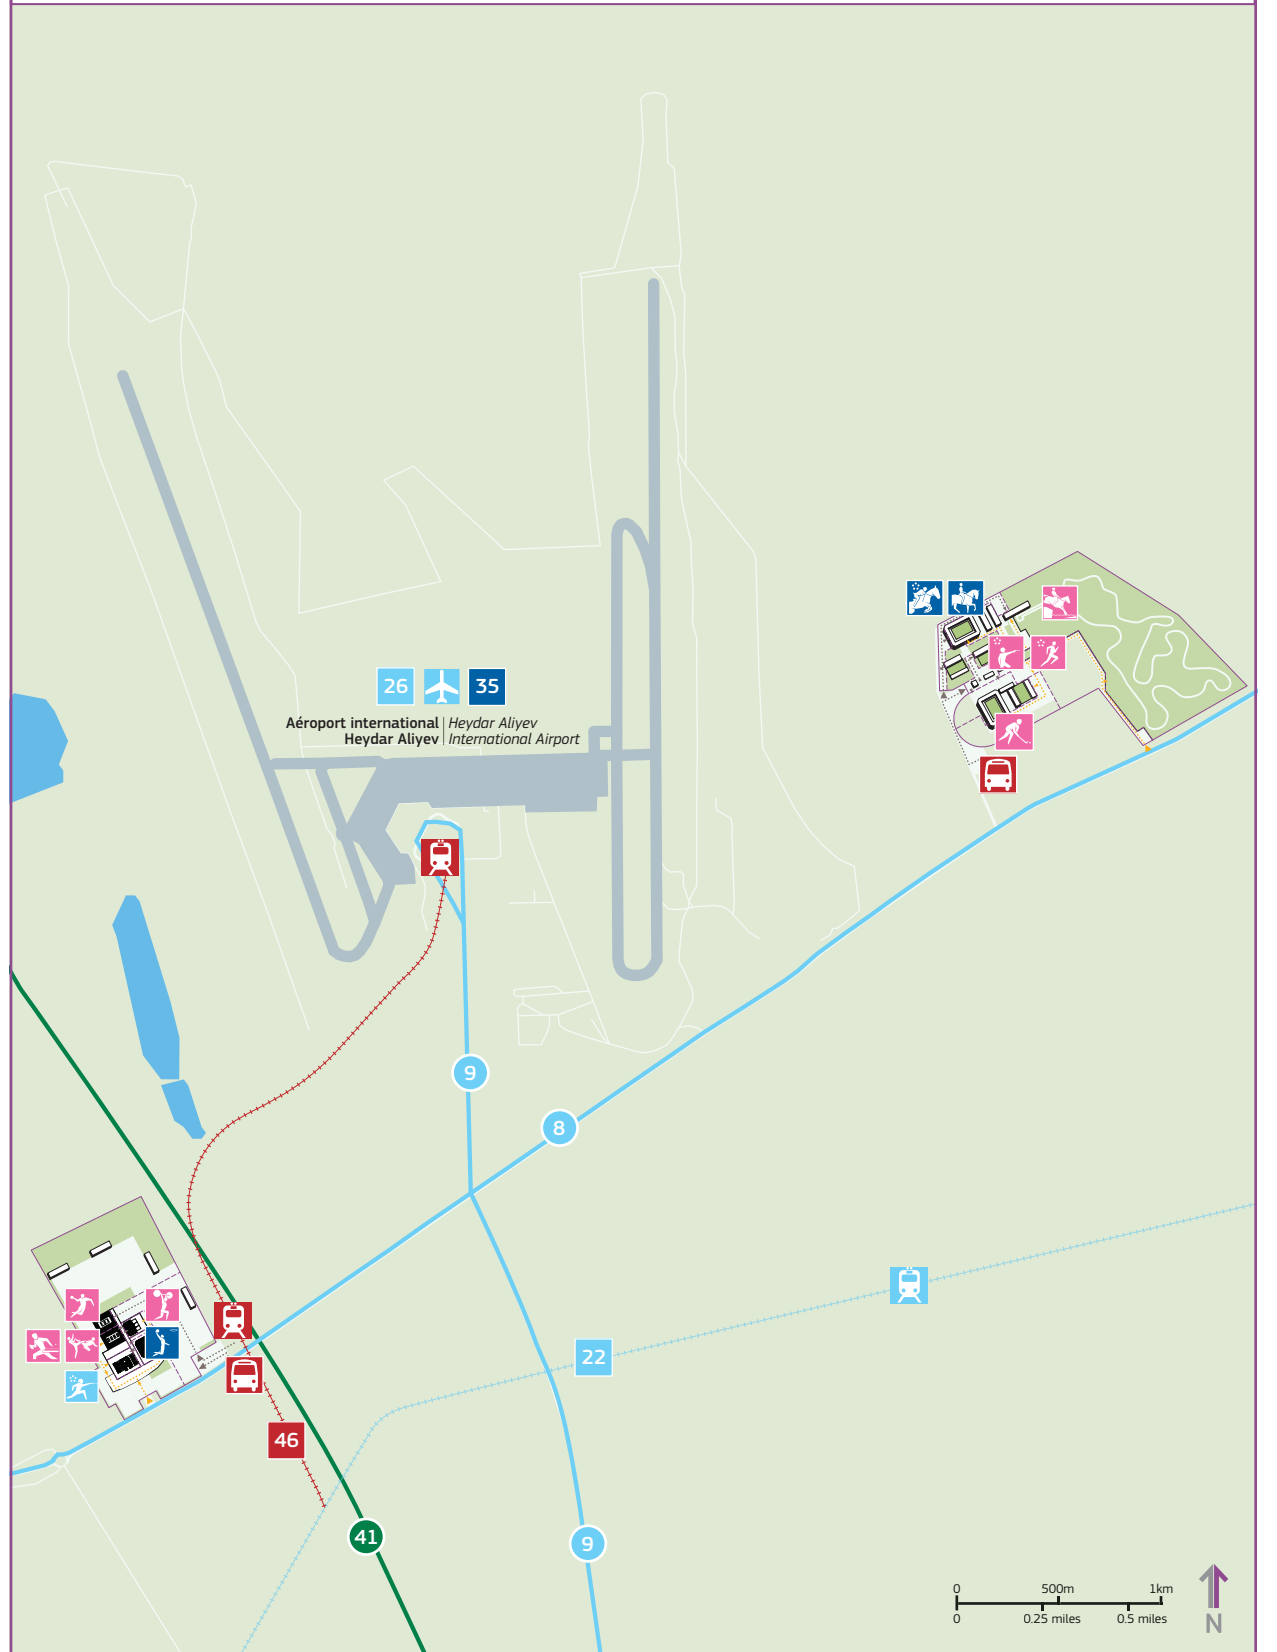 26 35
Aéroport international Heydar Aliyev
Heydar Aliyev International Airport
9
8
22
46
41
9
0 500m 1km
0 0.25 miles 0.5 miles
N